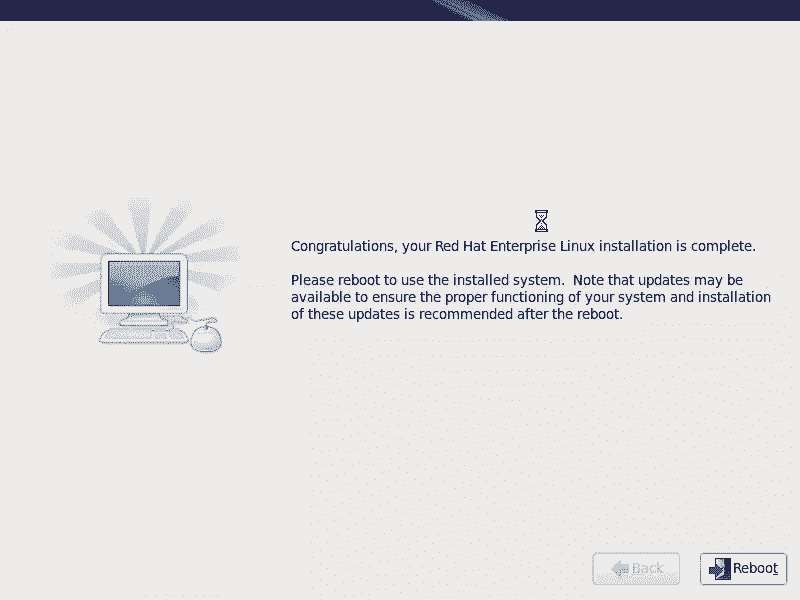 Congratulations, your Red Hat Enterprise Linux installation is complete.
Please reboot to use the installed system.  Note that updates may be
available to ensure the proper functioning of your system and installation
of these updates is recommended after the reboot.
Back
Reboot